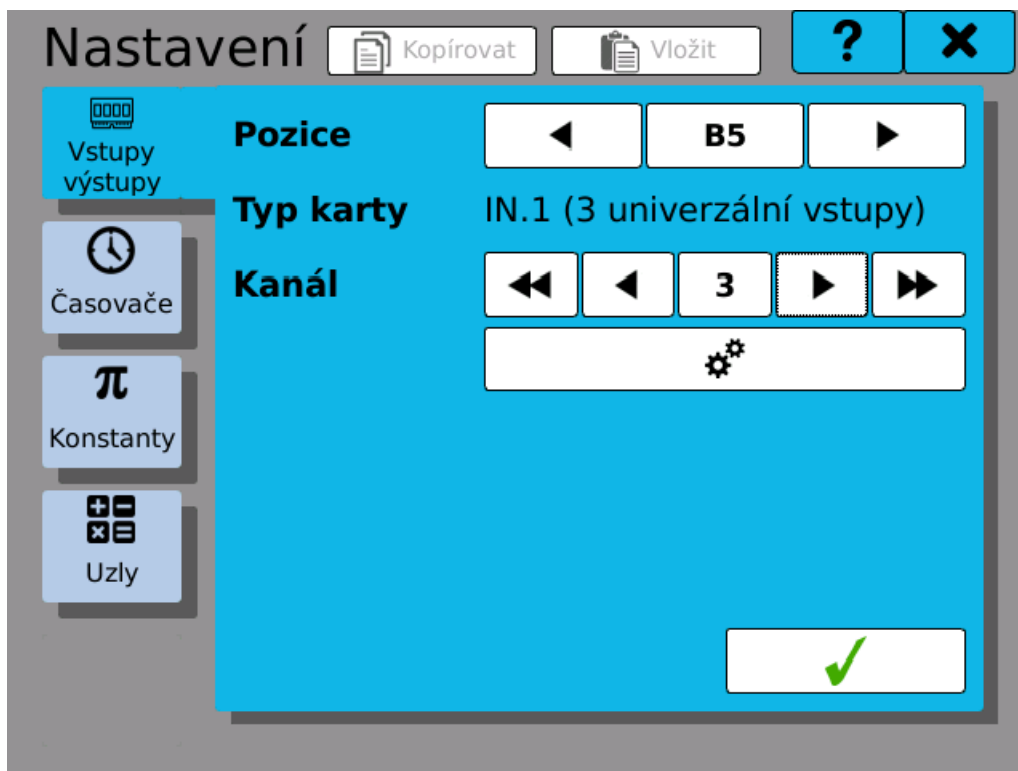 Nastavení
Kopírovat
Vložit
?
Vstupy
výstupy
Pozice
B5
Typ karty
IN.1 (3 univerzální vstupy)
Kanál
3
Časovače
π
Konstanty
Uzly